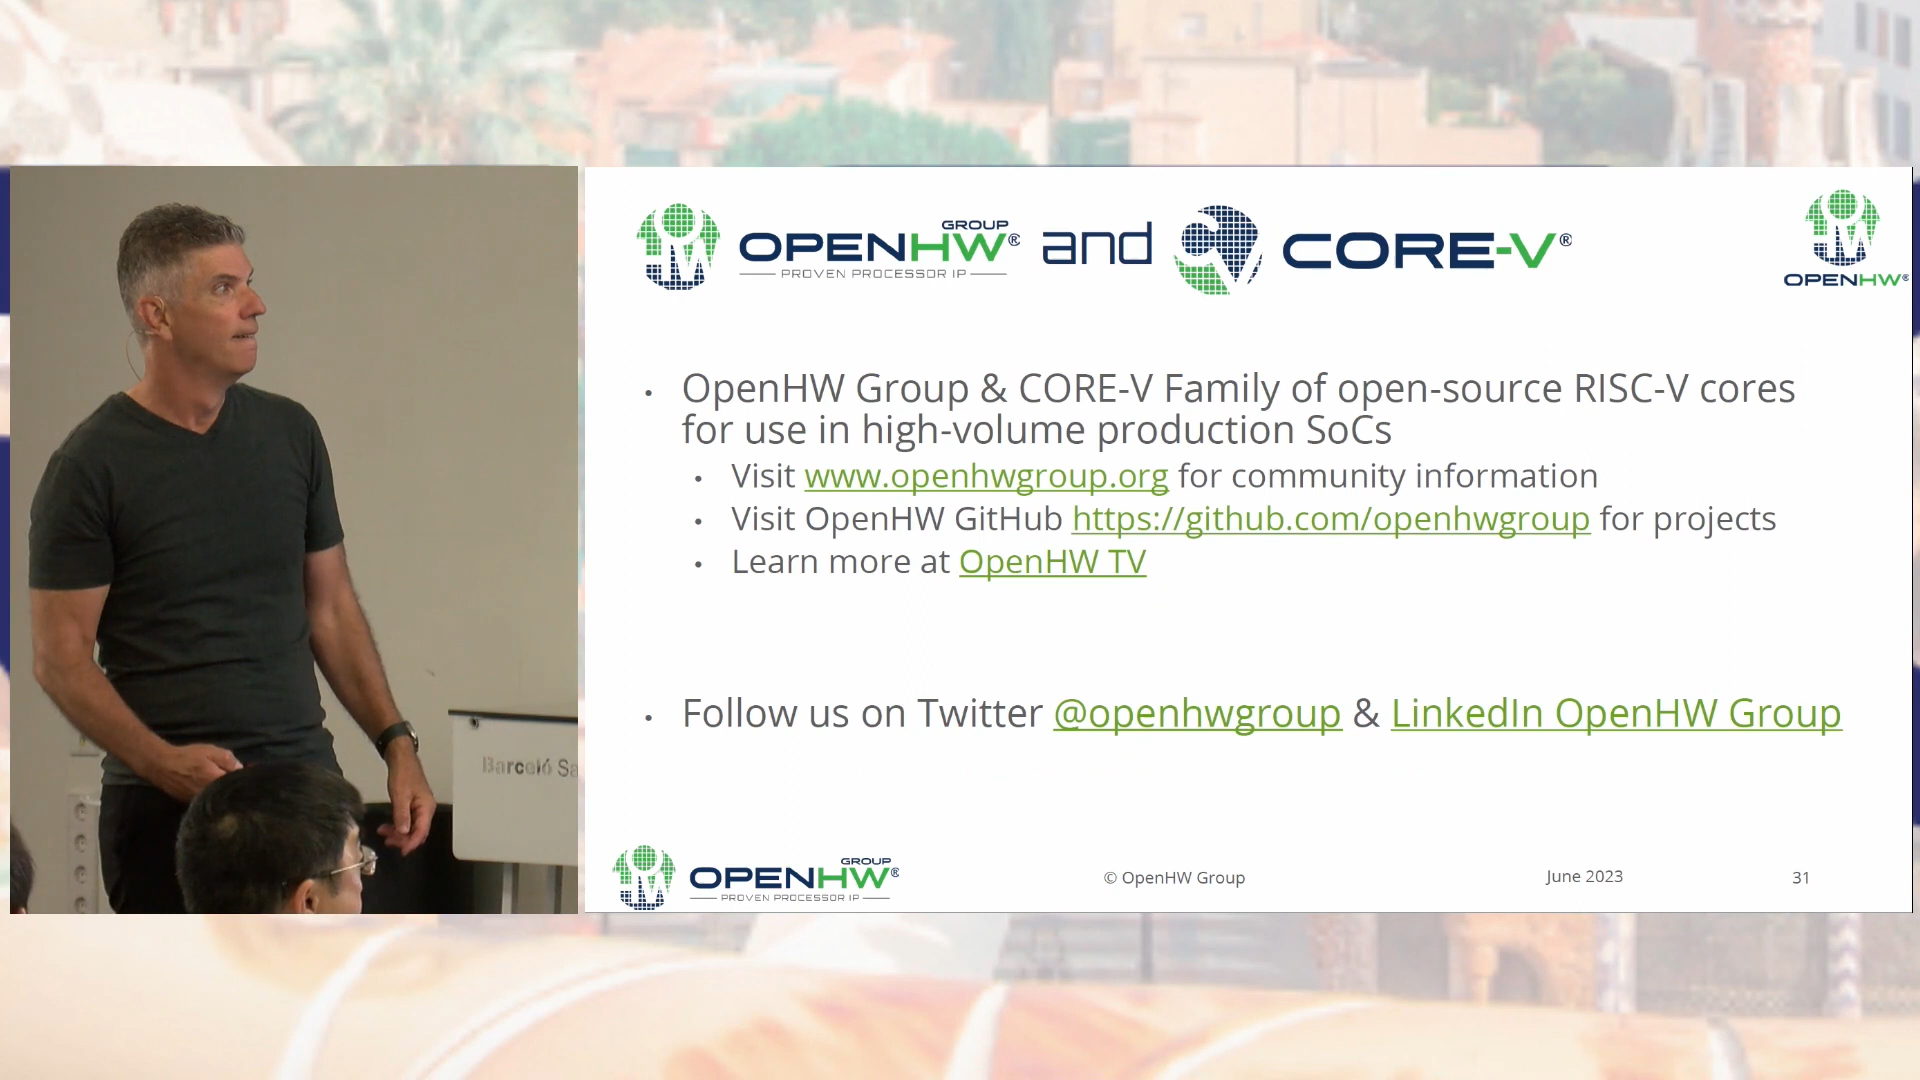 GROUP
OPENHW® and CORE-V®
PROVEN PROCESSOR IP
OPENHW®
• OpenHW Group & CORE-V Family of open-source RISC-V cores
for use in high-volume production SoCs
• Visit www.openhwgroup.org for community information
• Visit OpenHW GitHub https://github.com/openhwgroup for projects
• Learn more at OpenHW TV
• Follow us on Twitter @openhwgroup & LinkedIn OpenHW Group
Barceló Sa
GROUP
OPENHW®
PROVEN PROCESSOR IP
© OpenHW Group
June 2023
31